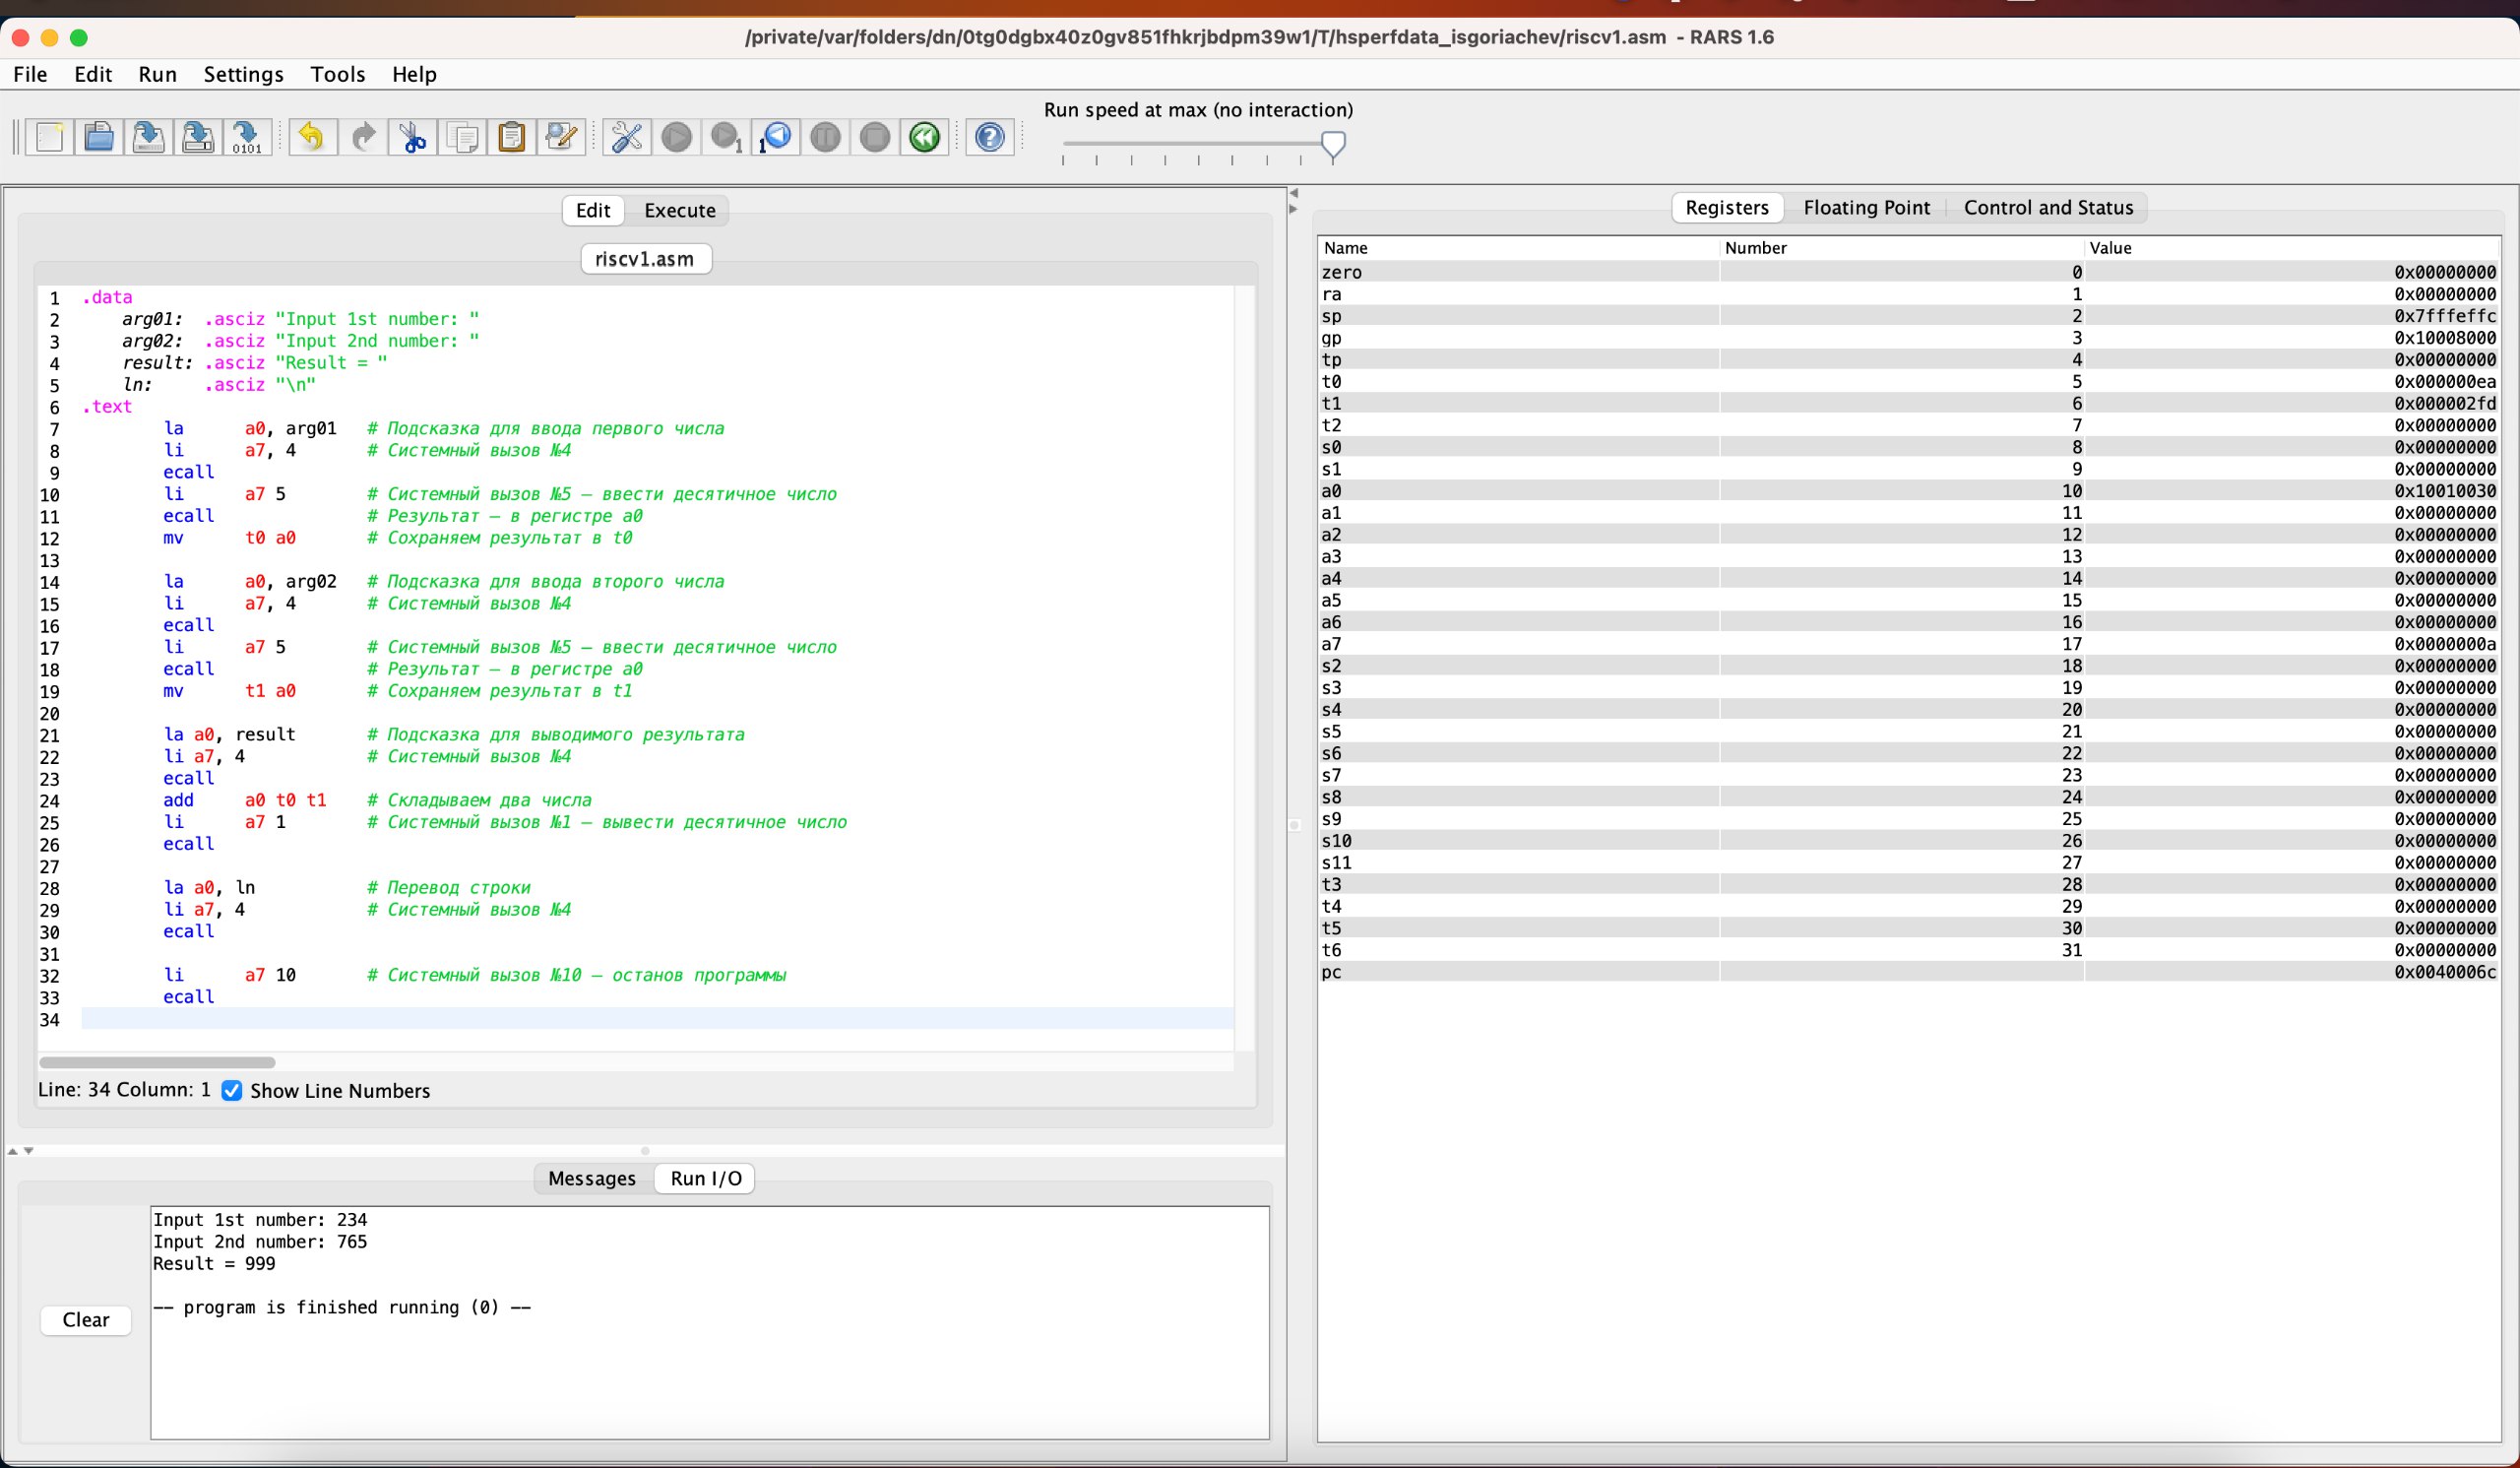 /private/var/folders/dn/0tg0dgbx40z0gv851fhkrjbdpm39w1/T/hsperfdata_isgoriachev/riscv1.asm - RARS 1.6
File Edit Run Settings Tools Help
Run speed at max (no interaction)
0101 1 1
Edit Execute
riscv1.asm
1 .data
2 arg01: .asciz "Input 1st number: "
3 arg02: .asciz "Input 2nd number: "
4 result: .asciz "Result = "
5 ln: .asciz "\n"
6 .text
7 la a0, arg01 # Подсказка для ввода первого числа
8 li a7, 4 # Системный вызов №4
9 ecall
10 li a7 5 # Системный вызов №5 — ввести десятичное число
11 ecall # Результат — в регистре a0
12 mv t0 a0 # Сохраняем результат в t0
13
14 la a0, arg02 # Подсказка для ввода второго числа
15 li a7, 4 # Системный вызов №4
16 ecall
17 li a7 5 # Системный вызов №5 — ввести десятичное число
18 ecall # Результат — в регистре a0
19 mv t1 a0 # Сохраняем результат в t1
20
21 la a0, result # Подсказка для выводимого результата
22 li a7, 4 # Системный вызов №4
23 ecall
24 add a0 t0 t1 # Складываем два числа
25 li a7 1 # Системный вызов №1 — вывести десятичное число
26 ecall
27
28 la a0, ln # Перевод строки
29 li a7, 4 # Системный вызов №4
30 ecall
31
32 li a7 10 # Системный вызов №10 — останов программы
33 ecall
34
Line: 34 Column: 1 Show Line Numbers
Messages Run I/O
Clear
Input 1st number: 234
Input 2nd number: 765
Result = 999
-- program is finished running (0) --
Registers Floating Point Control and Status
Name Number Value
zero 0 0x00000000
ra 1 0x00000000
sp 2 0x7fffeffc
gp 3 0x10008000
tp 4 0x00000000
t0 5 0x000000ea
t1 6 0x000002fd
t2 7 0x00000000
s0 8 0x00000000
s1 9 0x00000000
a0 10 0x10010030
a1 11 0x00000000
a2 12 0x00000000
a3 13 0x00000000
a4 14 0x00000000
a5 15 0x00000000
a6 16 0x00000000
a7 17 0x0000000a
s2 18 0x00000000
s3 19 0x00000000
s4 20 0x00000000
s5 21 0x00000000
s6 22 0x00000000
s7 23 0x00000000
s8 24 0x00000000
s9 25 0x00000000
s10 26 0x00000000
s11 27 0x00000000
t3 28 0x00000000
t4 29 0x00000000
t5 30 0x00000000
t6 31 0x00000000
pc 0x0040006c